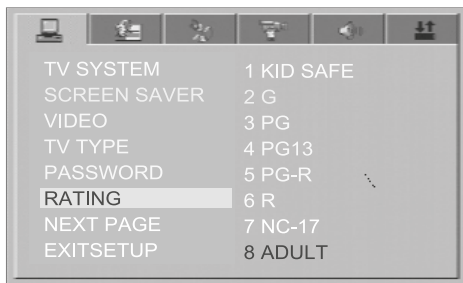 TV SYSTEM
SCREEN SAVER
VIDEO
TV TYPE
PASSWORD
RATING
NEXT PAGE
EXITSETUP
1 KID SAFE
2 G
3 PG
4 PG13
5 PG-R
6 R
7 NC-17
8 ADULT